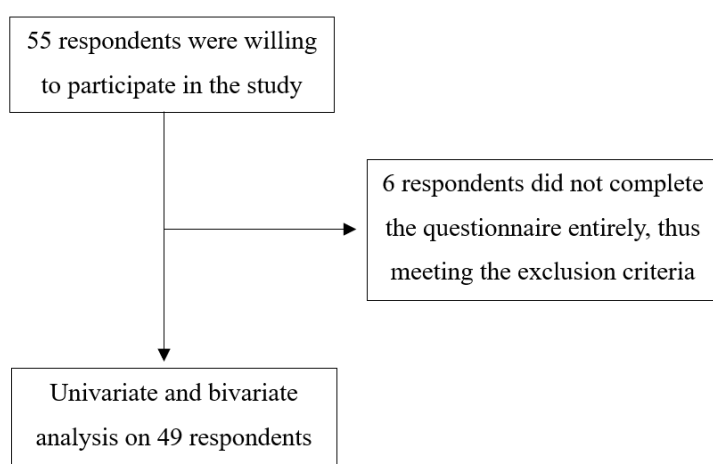 55 respondents were willing
to participate in the study
6 respondents did not complete
the questionnaire entirely, thus
meeting the exclusion criteria
Univariate and bivariate
analysis on 49 respondents